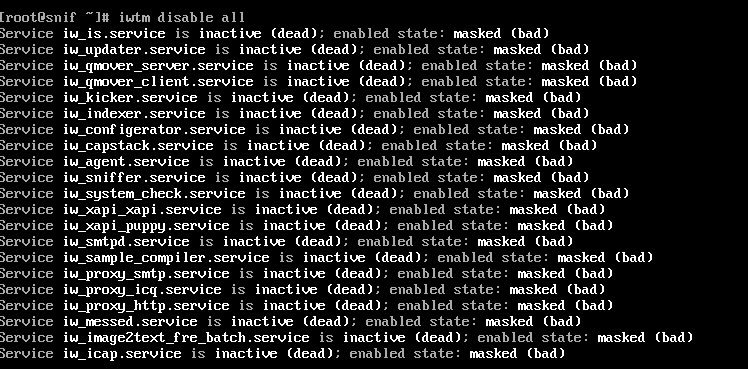 [root@snif ~]# iwtm disable all
Service iw_is.service is inactive (dead); enabled state: masked (bad)
Service iw_updater.service is inactive (dead); enabled state: masked (bad)
Service iw_qmover_server.service is inactive (dead); enabled state: masked (bad)
Service iw_qmover_client.service is inactive (dead); enabled state: masked (bad)
Service iw_kicker.service is inactive (dead); enabled state: masked (bad)
Service iw_indexer.service is inactive (dead); enabled state: masked (bad)
Service iw_configerator.service is inactive (dead); enabled state: masked (bad)
Service iw_capstack.service is inactive (dead); enabled state: masked (bad)
Service iw_agent.service is inactive (dead); enabled state: masked (bad)
Service iw_sniffer.service is inactive (dead); enabled state: masked (bad)
Service iw_system_check.service is inactive (dead); enabled state: masked (bad)
Service iw_xapi_xapi.service is inactive (dead); enabled state: masked (bad)
Service iw_xapi_puppy.service is inactive (dead); enabled state: masked (bad)
Service iw_smtpd.service is inactive (dead); enabled state: masked (bad)
Service iw_sample_compiler.service is inactive (dead); enabled state: masked (bad)
Service iw_proxy_smtp.service is inactive (dead); enabled state: masked (bad)
Service iw_proxy_icq.service is inactive (dead); enabled state: masked (bad)
Service iw_proxy_http.service is inactive (dead); enabled state: masked (bad)
Service iw_messed.service is inactive (dead); enabled state: masked (bad)
Service iw_image2text_fre_batch.service is inactive (dead); enabled state: masked (bad)
Service iw_icap.service is inactive (dead); enabled state: masked (bad)